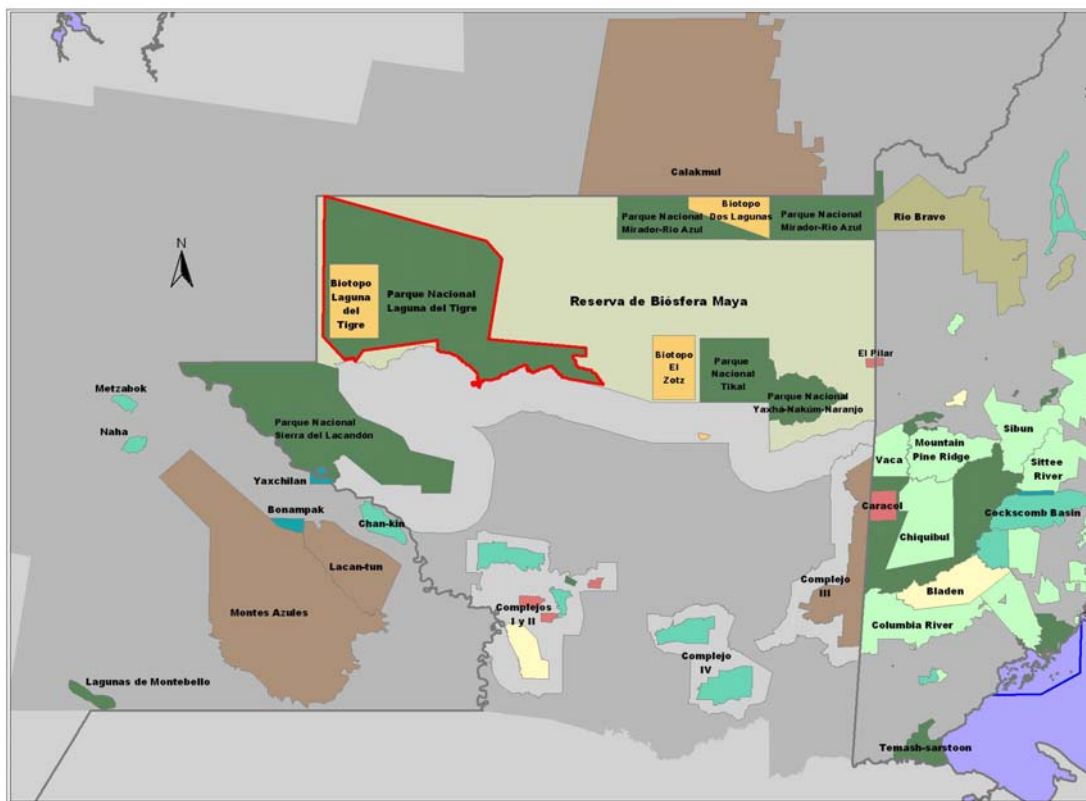 Calakmul
Parque Nacional
Mirador-Rio Azul
Biotopo
Dos Lagunas
Parque Nacional
Mirador-Rio Azul
Rio Bravo
N
Biotopo
Laguna
del
Tigre
Parque Nacional
Laguna del Tigre
Reserva de Biósfera Maya
Biotopo
El
Zotz
Parque
Nacional
Tikal
El Pilar
Parque Nacional
Yaxhá-Nakúm-Naranjo
Metzabok
Naha
Parque Nacional
Sierra del Lacandón
Yaxchilan
Bonampak
Chan-kin
Lacan-tun
Montes Azules
Lagunas de Montebello
Complejos
I y II
Complejo
IV
Complejo
III
Vaca
Mountain
Pine Ridge
Sibun
Sittee
River
Caracol
Chiquibul
Cockscomb Basin
Bladen
Columbia River
Temash-sarstoon